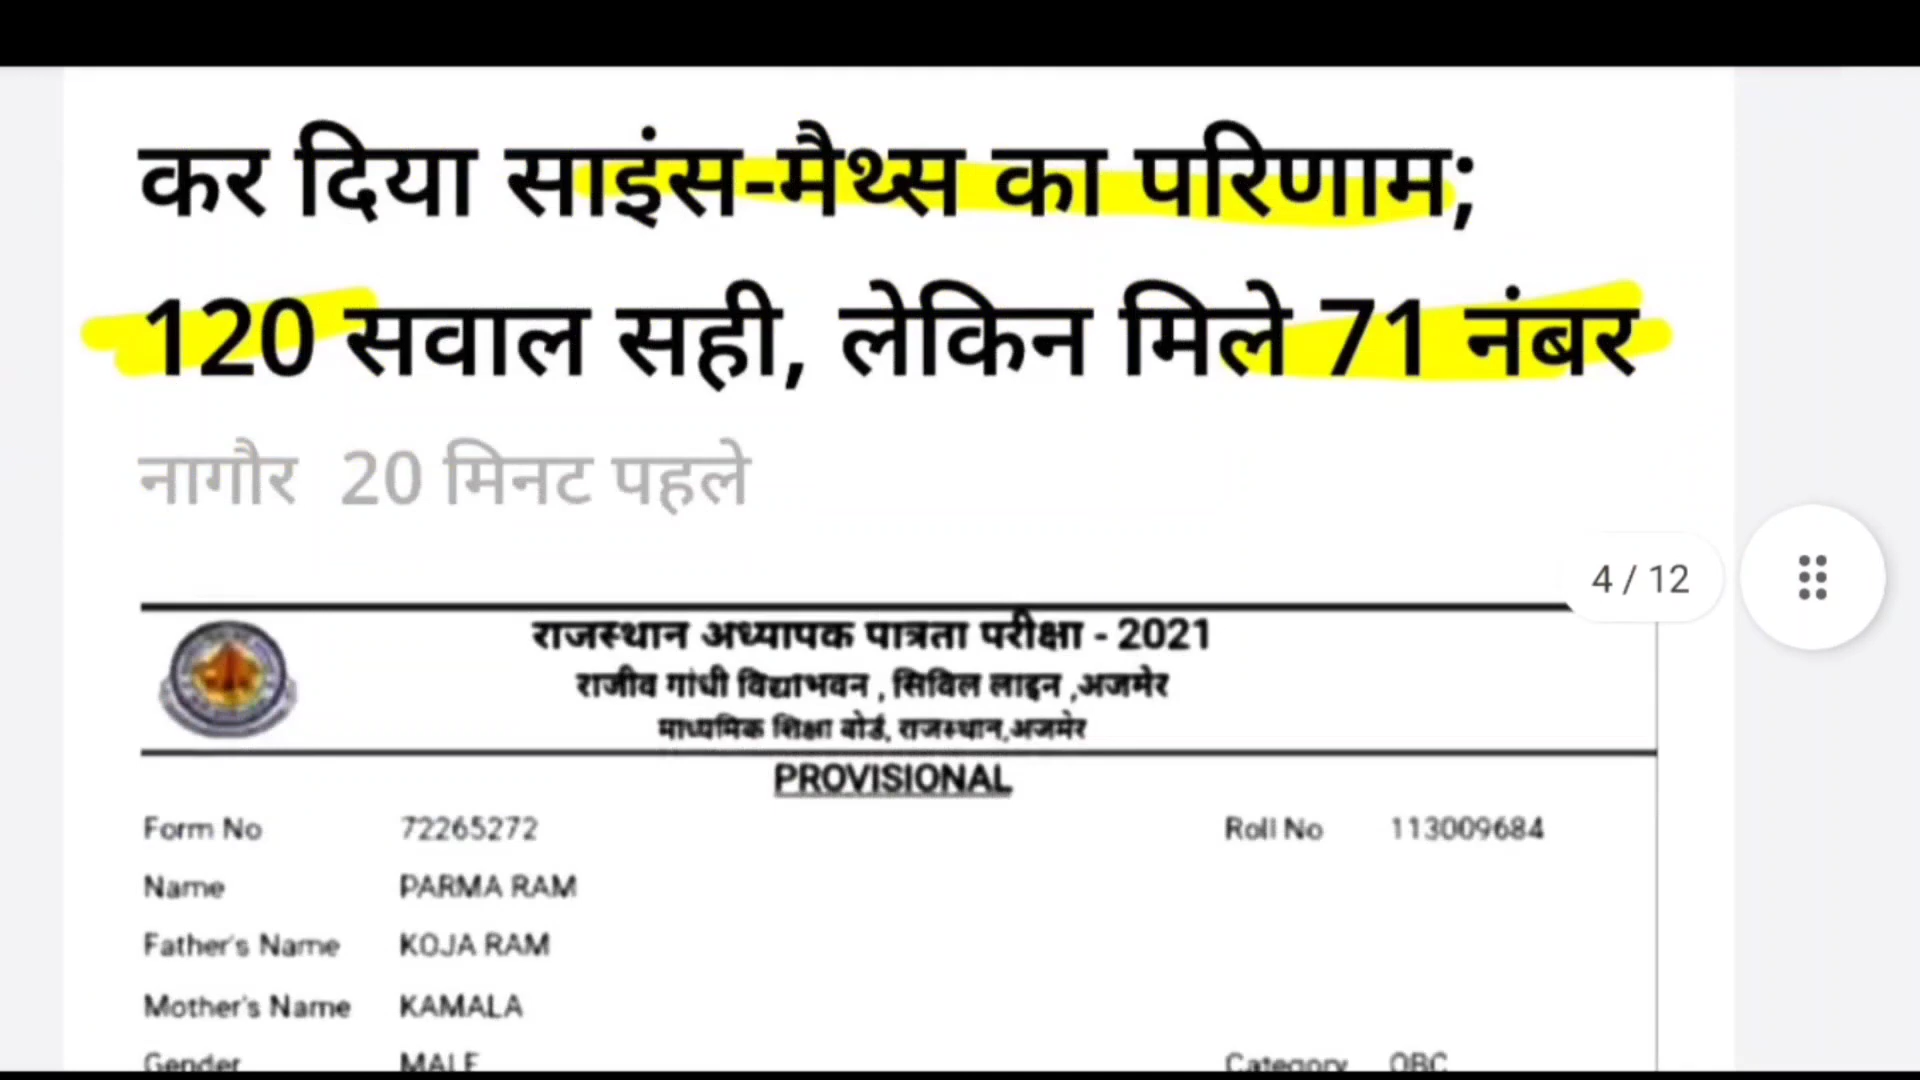 कर दिया साइंस-मैथ्स का परिणाम;
120 सवाल सही, लेकिन मिले 71 नंबर
नागौर 20 मिनट पहले
4 / 12
राजस्थान अध्यापक पात्रता परीक्षा - 2021
राजीव गांधी विद्याभवन , सिविल लाइन ,अजमेर
माध्यमिक शिक्षा बोर्ड, राजस्थान,अजमेर
PROVISIONAL
Form No 72265272 Roll No 113009684
Name PARMA RAM
Father's Name KOJA RAM
Mother's Name KAMALA
Gender MALE Category OBC